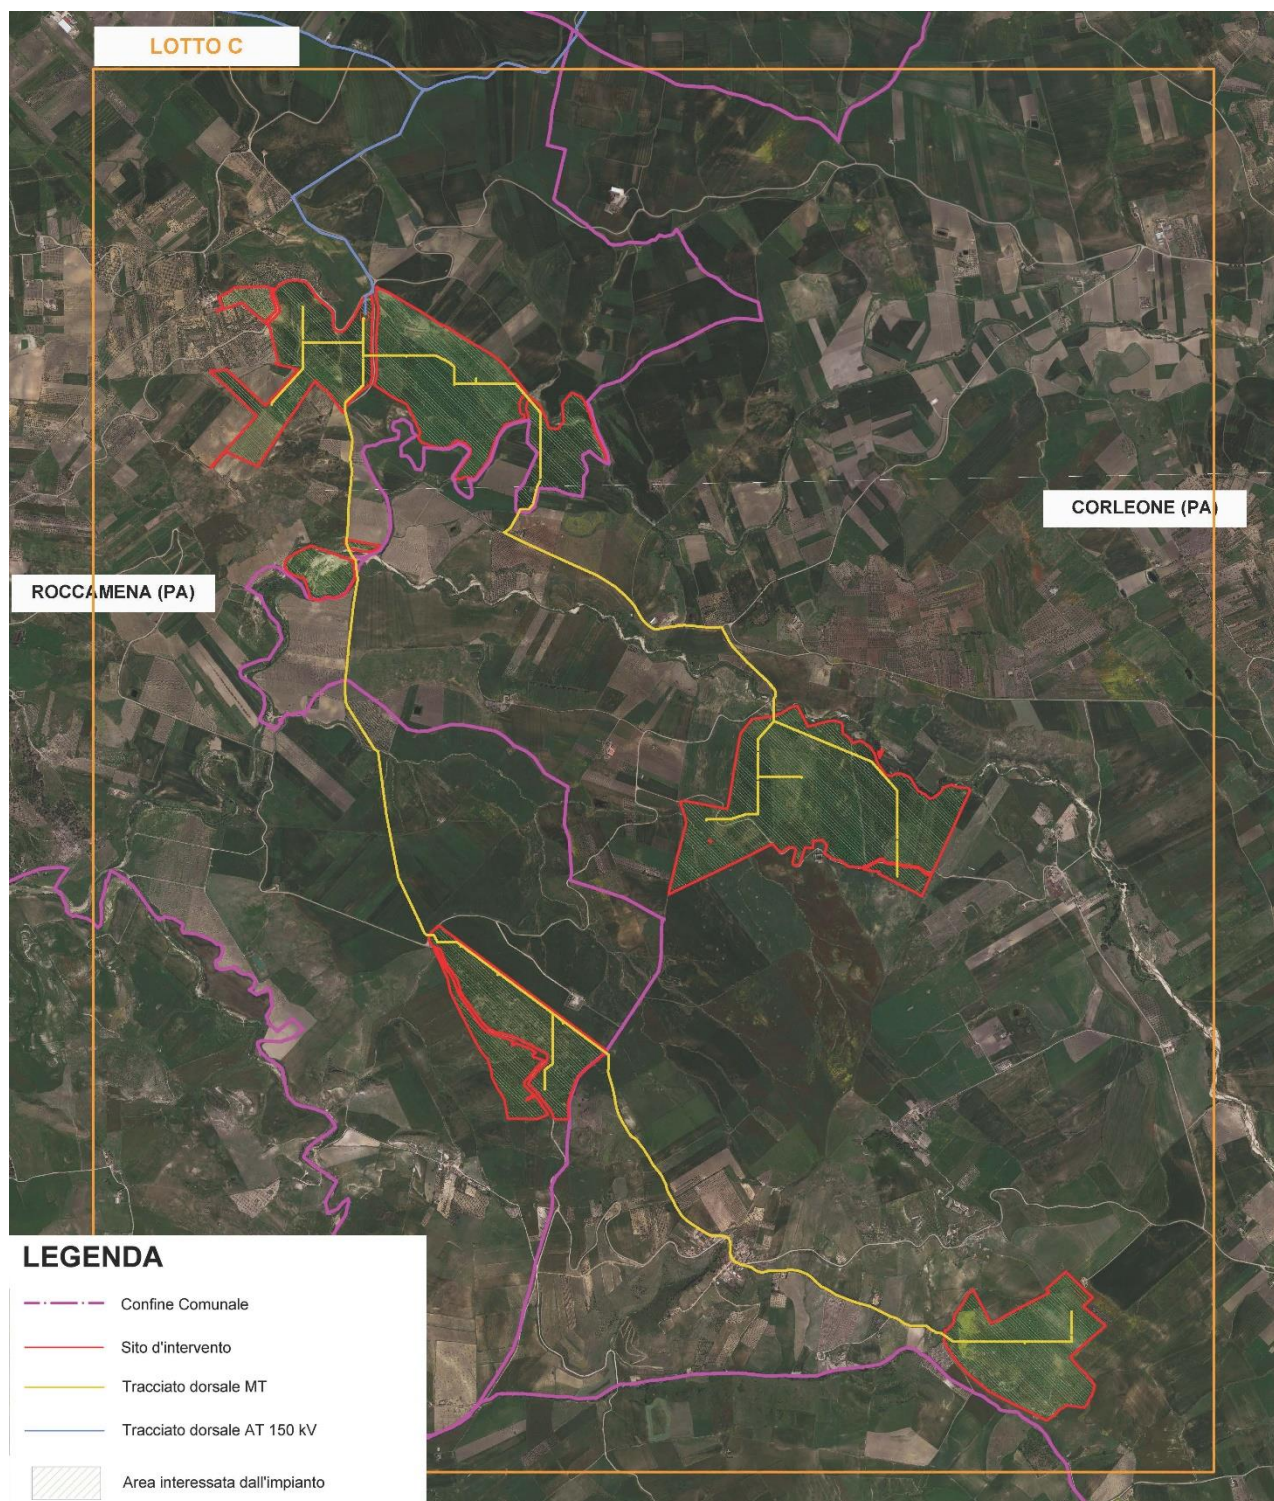 LOTTO C
CORLEONE (PA)
ROCCAMENA (PA)
LEGENDA
Confine Comunale
Sito d'intervento
Tracciato dorsale MT
Tracciato dorsale AT 150 kV
Area interessata dall'impianto